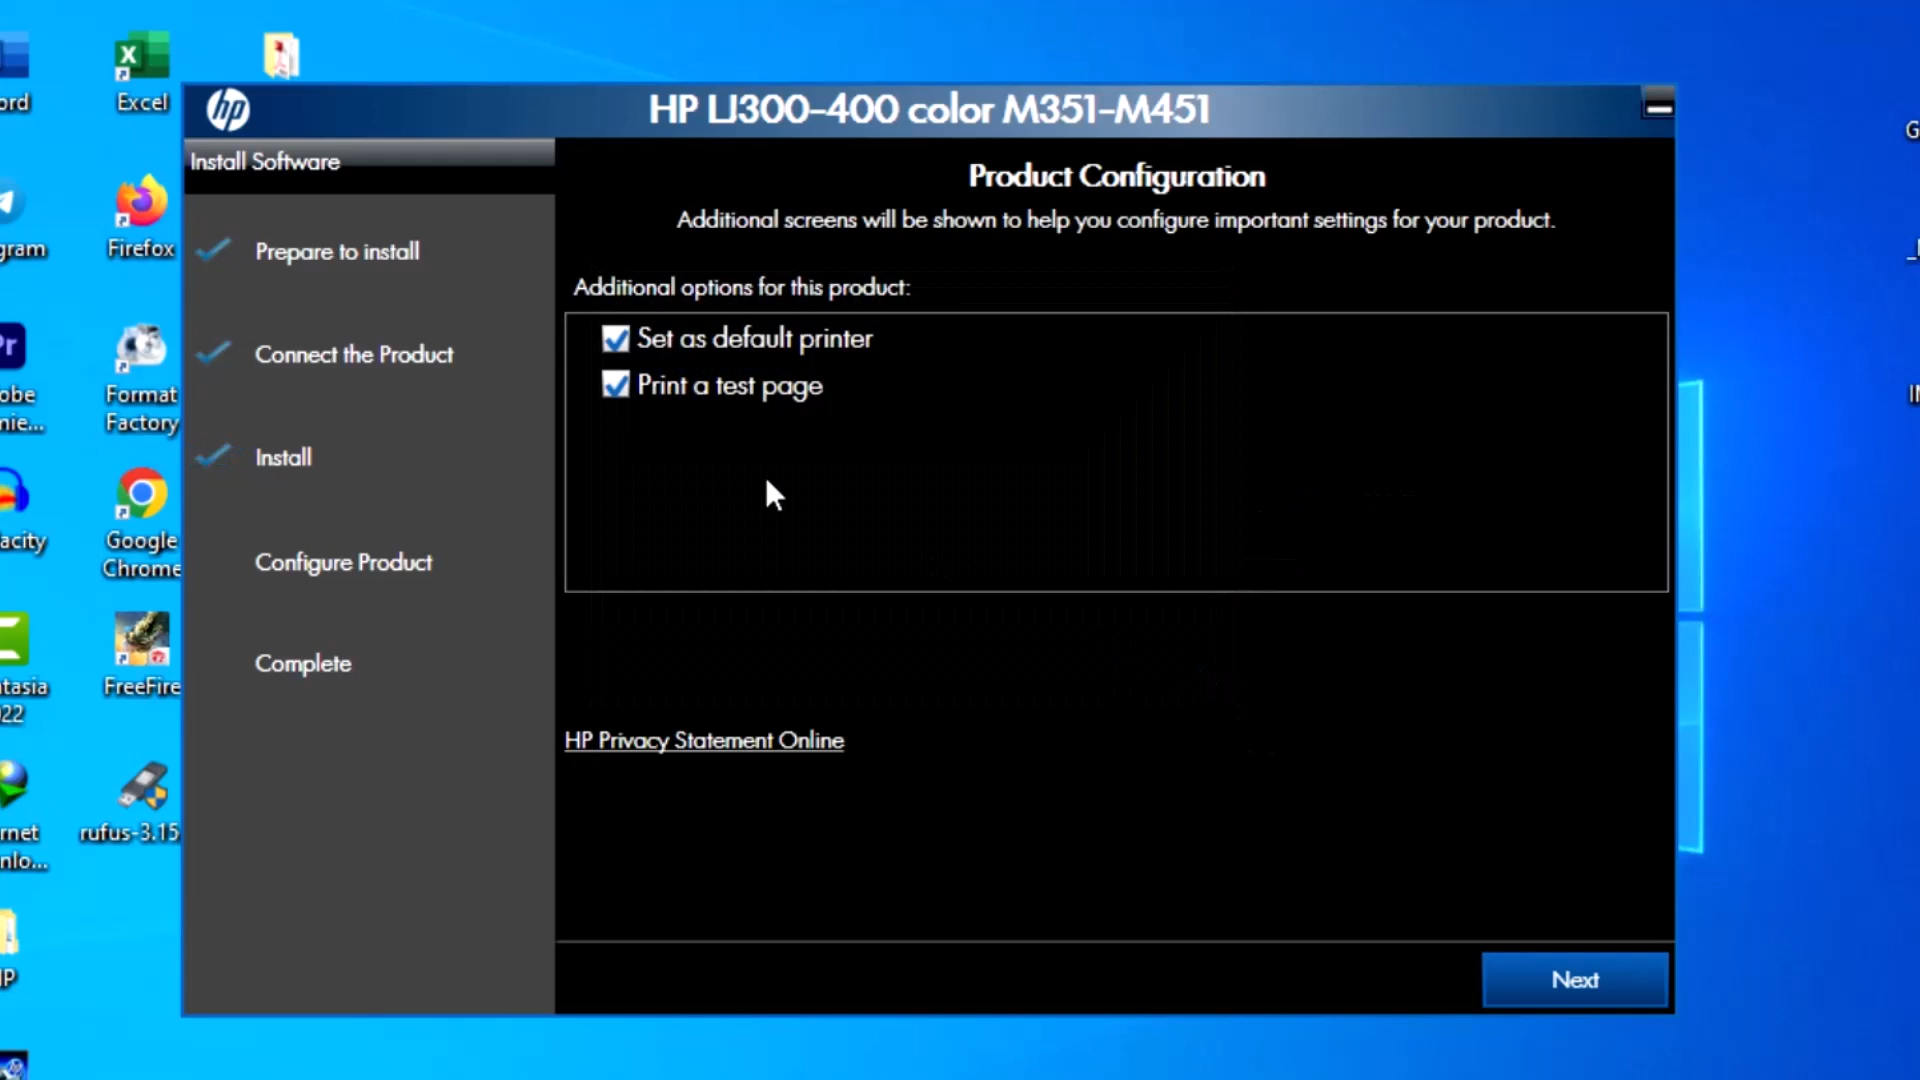 ord
Excel
gram
Firefox
obe
mie...
Format
Factory
acity
Google
Chrome
tasia
022
FreeFire
rnet
nlo...
rufus-3.15
hp
HP LJ300-400 color M351-M451
Install Software
Prepare to install
Connect the Product
Install
Configure Product
Complete
Product Configuration
Additional screens will be shown to help you configure important settings for your product.
Additional options for this product:
Set as default printer
Print a test page
HP Privacy Statement Online
Next